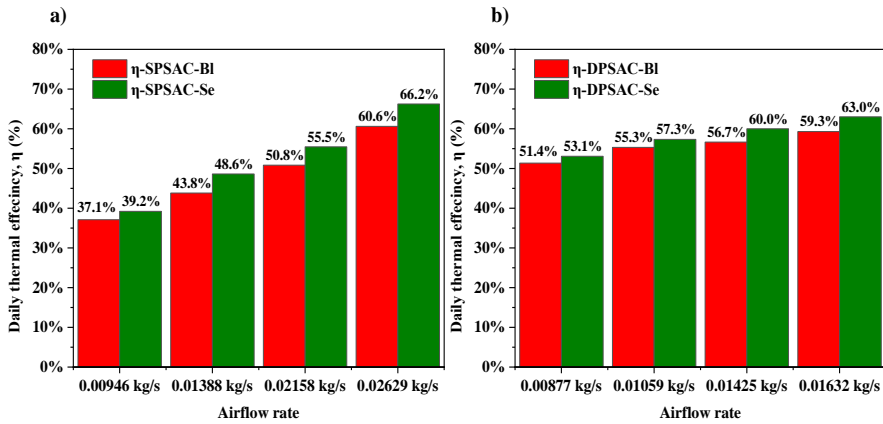 a)
80%
70%
60%
50%
40%
30%
20%
10%
0%
Daily thermal effecincy, η (%)
η-SPSAC-Bl
η-SPSAC-Se
37.1%
39.2%
43.8%
48.6%
50.8%
55.5%
60.6%
66.2%
0.00946 kg/s
0.01388 kg/s
0.02158 kg/s
0.02629 kg/s
Airflow rate
b)
80%
70%
60%
50%
40%
30%
20%
10%
0%
Daily thermal effecincy, η (%)
η-DPSAC-Bl
η-DPSAC-Se
51.4%
53.1%
55.3%
57.3%
56.7%
60.0%
59.3%
63.0%
0.00877 kg/s
0.01059 kg/s
0.01425 kg/s
0.01632 kg/s
Airflow rate